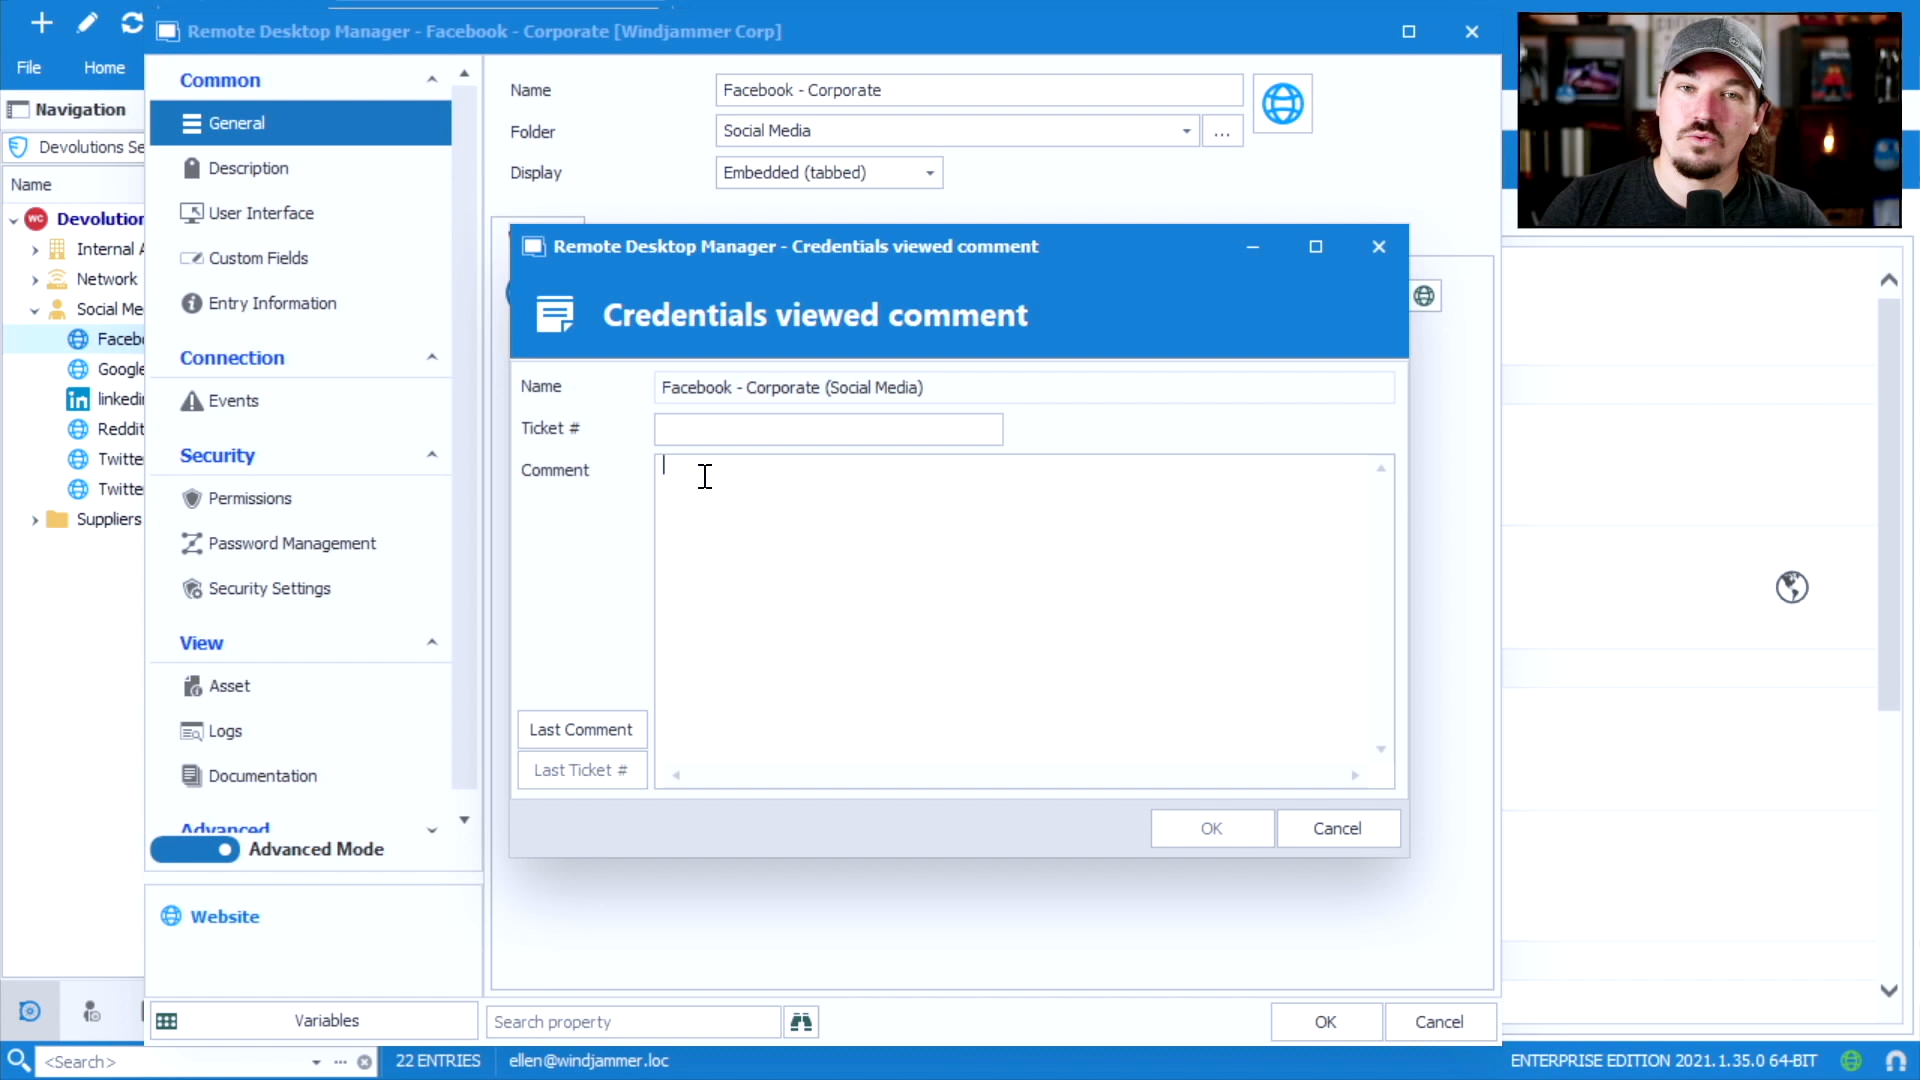 Remote Desktop Manager - Facebook - Corporate [Windjammer Corp]
File
Home
Navigation
Devolutions Se
Name
WC Devolution
Internal A
Network
Social Me
Faceb
Google
linkedi
Reddit
Twitte
Twitte
Suppliers
Common
General
Description
User Interface
Custom Fields
Entry Information
Connection
Events
Security
Permissions
Password Management
Security Settings
View
Asset
Logs
Documentation
Advanced
Advanced Mode
Website
Variables
Name
Facebook - Corporate
Folder
Social Media
...
Display
Embedded (tabbed)
Remote Desktop Manager - Credentials viewed comment
Credentials viewed comment
Name
Facebook - Corporate (Social Media)
Ticket #
Comment
Last Comment
Last Ticket #
OK
Cancel
Search property
OK
Cancel
<Search>
22 ENTRIES
ellen@windjammer.loc
ENTERPRISE EDITION 2021.1.35.0 64-BIT